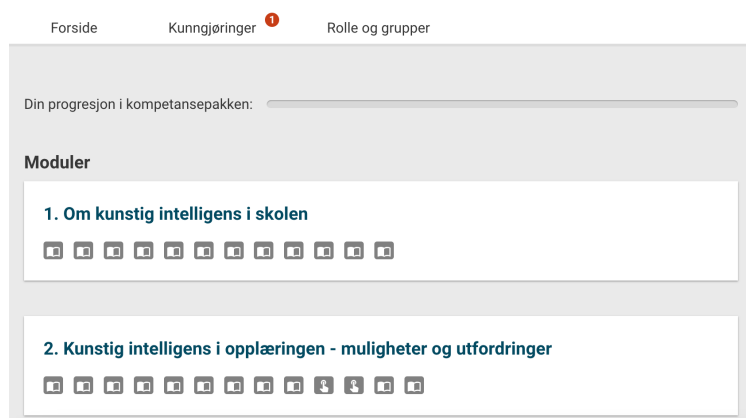 Forside Kunngjøringer 1 Rolle og grupper
Din progresjon i kompetansepakken:
Moduler
1. Om kunstig intelligens i skolen
2. Kunstig intelligens i opplæringen - muligheter og utfordringer